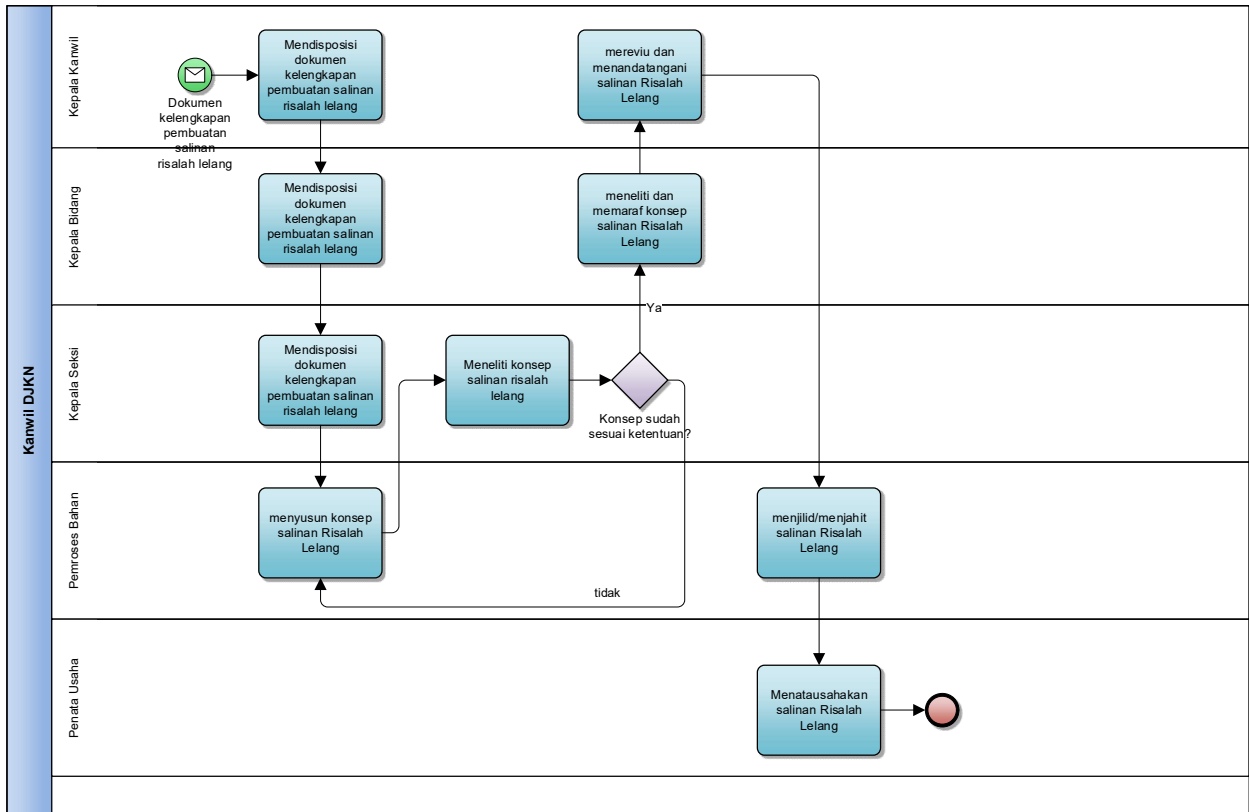 Kanwil DJKN
Kepala Kanwil
Dokumen
kelengkapan
pembuatan
salinan
risalah lelang
Mendisposisi
dokumen
kelengkapan
pembuatan salinan
risalah lelang
mereviu dan
menandatangani
salinan Risalah
Lelang
Kepala Bidang
Mendisposisi
dokumen
kelengkapan
pembuatan salinan
risalah lelang
meneliti dan
memaraf konsep
salinan Risalah
Lelang
Kepala Seksi
Mendisposisi
dokumen
kelengkapan
pembuatan salinan
risalah lelang
Meneliti konsep
salinan risalah
lelang
Ya
Konsep sudah
sesuai ketentuan?
Pemroses Bahan
menyusun konsep
salinan Risalah
Lelang
tidak
menjilid/menjahit
salinan Risalah
Lelang
Penata Usaha
Menatausahakan
salinan Risalah
Lelang